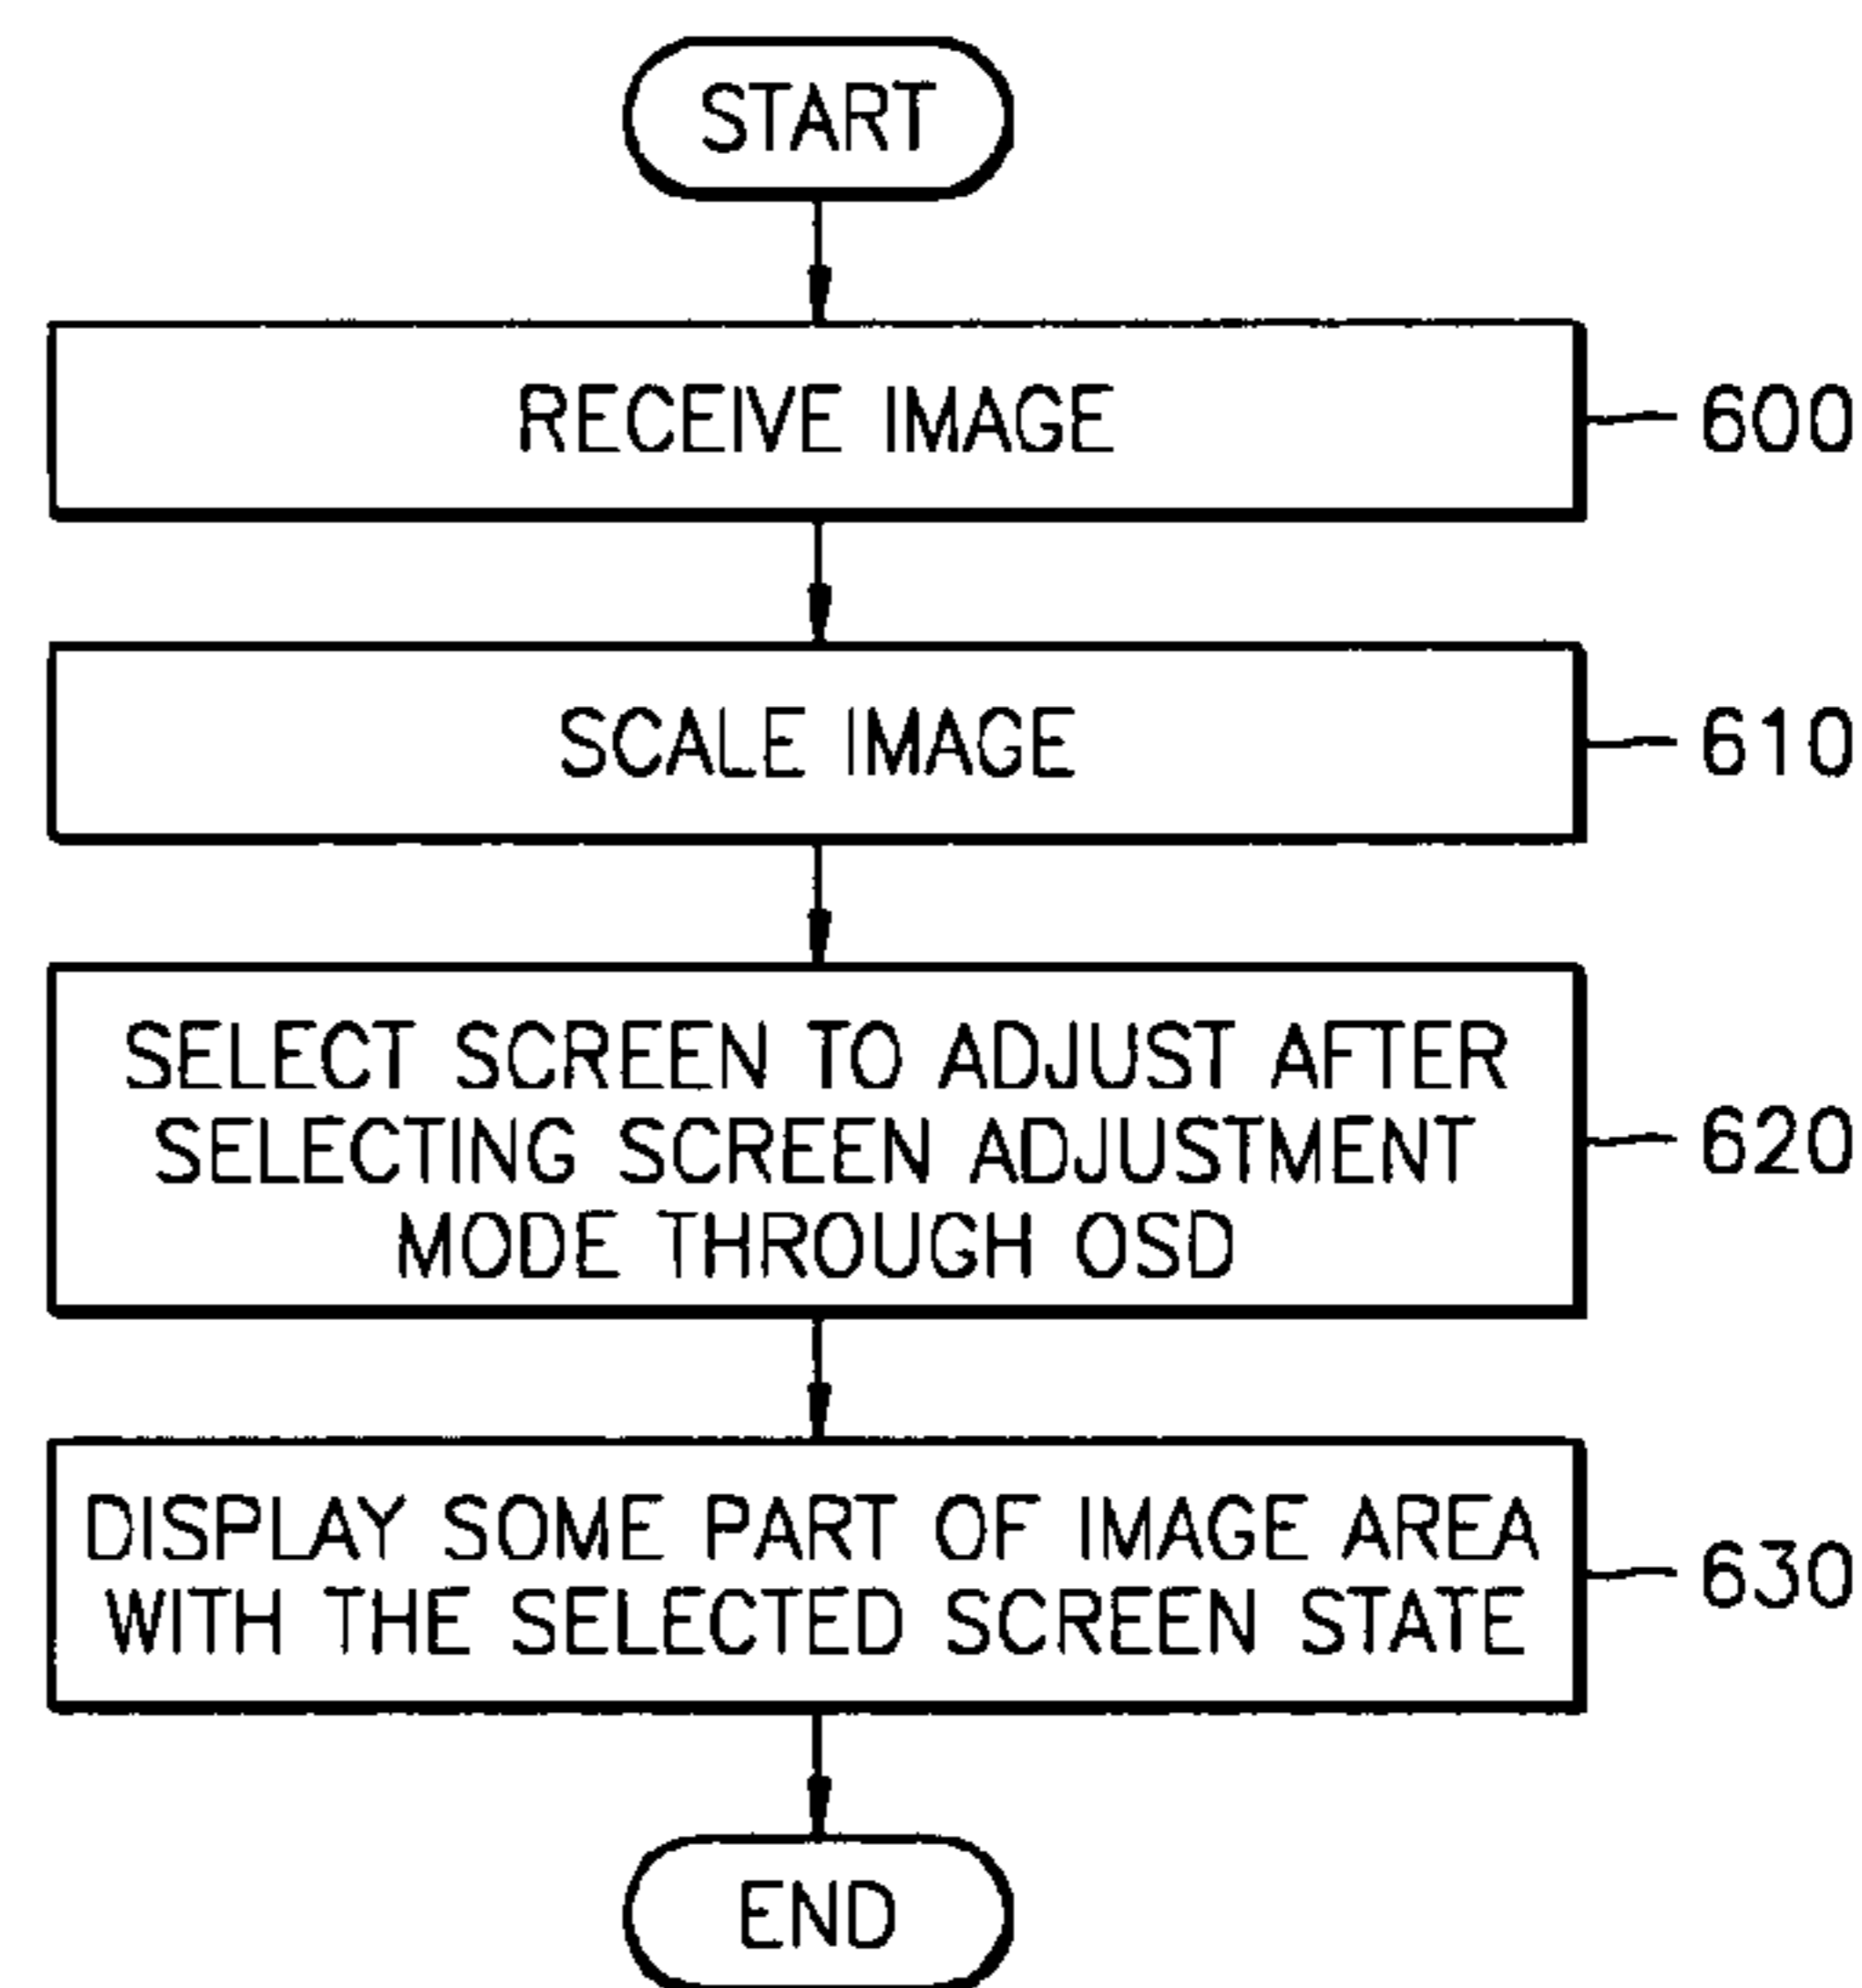 START
RECEIVE IMAGE
600
SCALE IMAGE
610
SELECT SCREEN TO ADJUST AFTER
SELECTING SCREEN ADJUSTMENT
MODE THROUGH OSD
620
DISPLAY SOME PART OF IMAGE AREA
WITH THE SELECTED SCREEN STATE
630
END